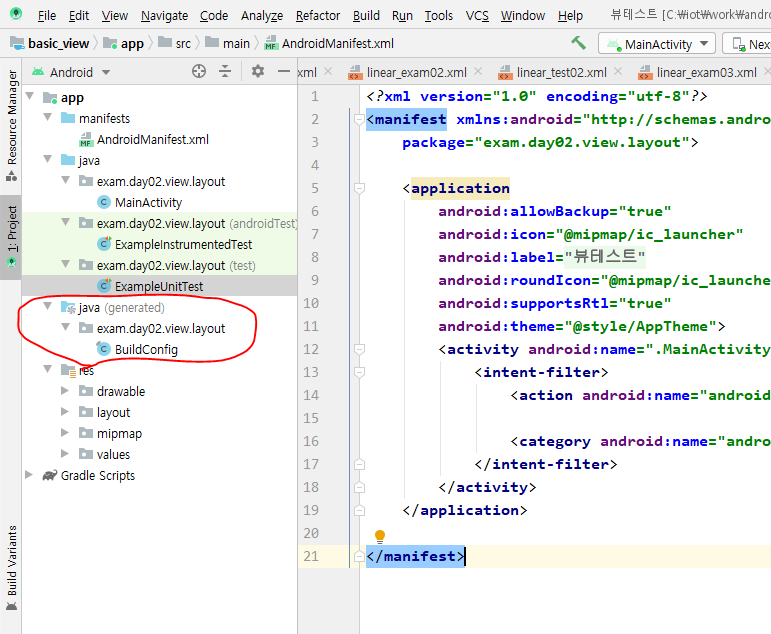 File Edit View Navigate Code Analyze Refactor Build Run Tools VCS Window Help 뷰테스트 [C:₩iot₩work₩andro
basic_view app src main AndroidManifest.xml MainActivity Nex
Android xml linear_exam02.xml linear_test02.xml linear_exam03.xml
Resource Manager
1: Project
Build Variants
app
manifests
AndroidManifest.xml
java
exam.day02.view.layout
MainActivity
exam.day02.view.layout (androidTest)
ExampleInstrumentedTest
exam.day02.view.layout (test)
ExampleUnitTest
java (generated)
exam.day02.view.layout
BuildConfig
res
drawable
layout
mipmap
values
Gradle Scripts
1 <?xml version="1.0" encoding="utf-8"?>
2 <manifest xmlns:android="http://schemas.andro
3 package="exam.day02.view.layout">
4
5 <application
6 android:allowBackup="true"
7 android:icon="@mipmap/ic_launcher"
8 android:label="뷰테스트"
9 android:roundIcon="@mipmap/ic_launche
10 android:supportsRtl="true"
11 android:theme="@style/AppTheme">
12 <activity android:name=".MainActivity
13 <intent-filter>
14 <action android:name="android
15
16 <category android:name="andro
17 </intent-filter>
18 </activity>
19 </application>
20
21 </manifest>